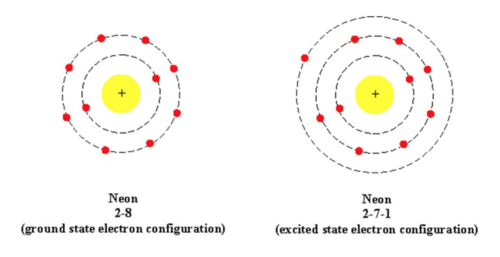 +
+
Neon
2-8
(ground state electron configuration)
Neon
2-7-1
(excited state electron configuration)